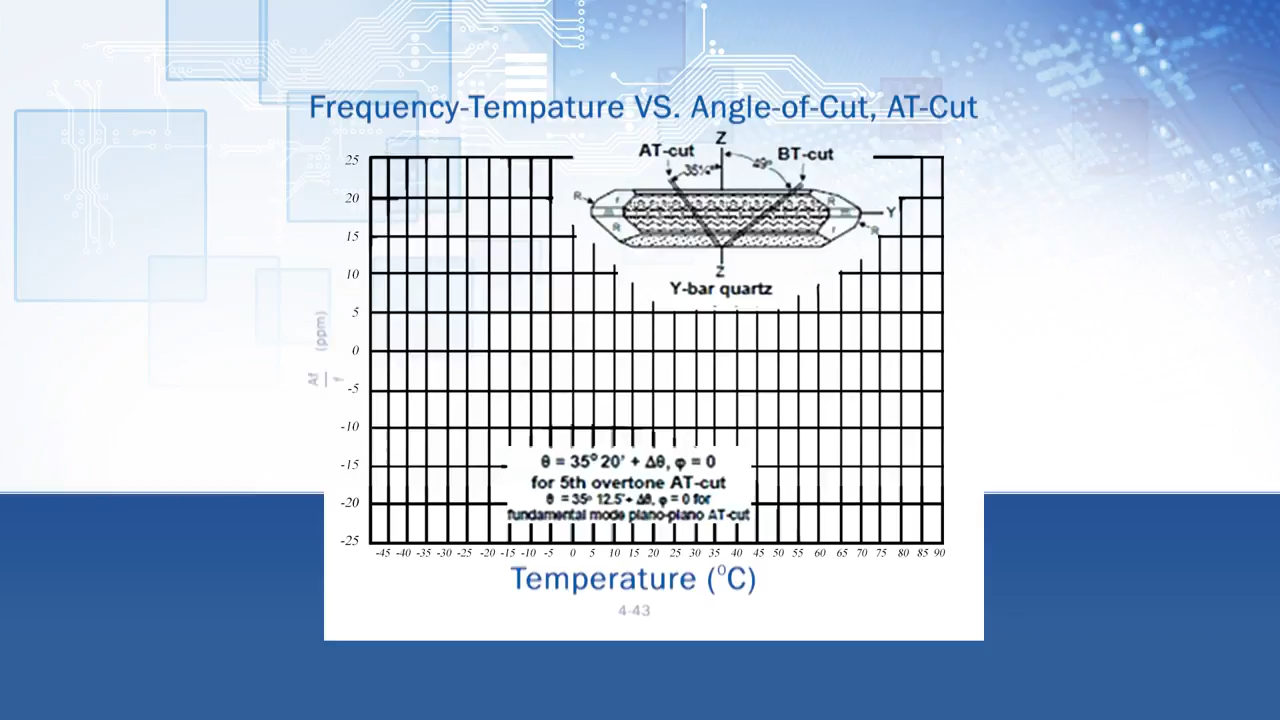 Frequency-Tempature VS. Angle-of-Cut, AT-Cut
Z
AT-cut
BT-cut
35¼°
49°
R
r
R
m
m
Y
R
r
R
Z
Y-bar quartz
25
20
15
10
5
0
-5
-10
-15
-20
-25
Δf
f
(ppm)
θ = 35° 20' + Δθ, φ = 0
for 5th overtone AT-cut
θ = 35° 12.5'+ Δθ, φ = 0 for
fundamental mode plano-plano AT-cut
-45 -40 -35 -30 -25 -20 -15 -10 -5 0 5 10 15 20 25 30 35 40 45 50 55 60 65 70 75 80 85 90
Temperature (°C)
4-43